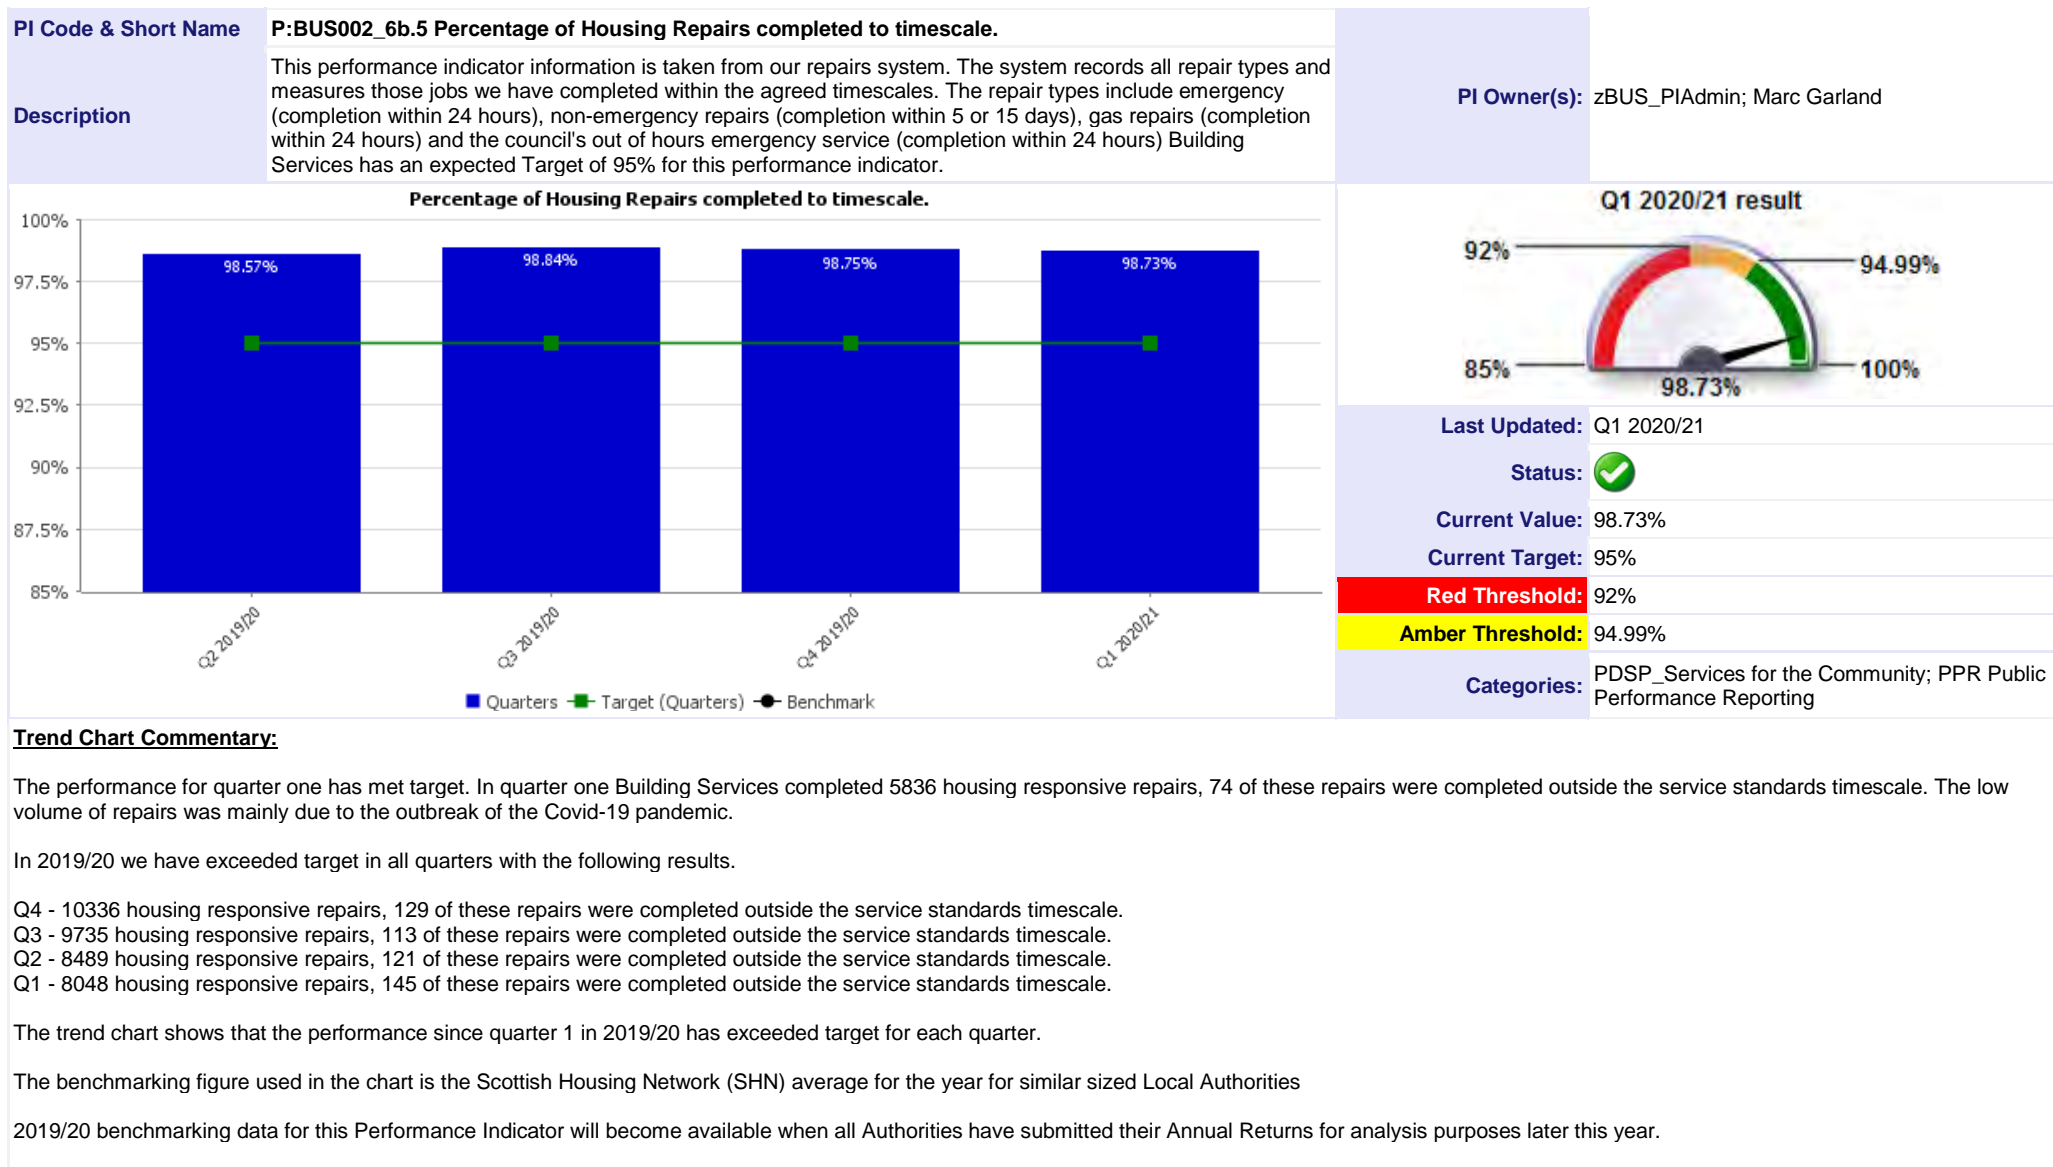 PI Code & Short Name
P:BUS002_6b.5 Percentage of Housing Repairs completed to timescale.
Description
This performance indicator information is taken from our repairs system. The system records all repair types and
measures those jobs we have completed within the agreed timescales. The repair types include emergency
(completion within 24 hours), non-emergency repairs (completion within 5 or 15 days), gas repairs (completion
within 24 hours) and the council's out of hours emergency service (completion within 24 hours) Building
Services has an expected Target of 95% for this performance indicator.
PI Owner(s): zBUS_PIAdmin; Marc Garland
Percentage of Housing Repairs completed to timescale.
100%
97.5%
95%
92.5%
90%
87.5%
85%
98.57%
98.84%
98.75%
98.73%
Q2 2019/20
Q3 2019/20
Q4 2019/20
Q1 2020/21
Quarters Target (Quarters) Benchmark
Q1 2020/21 result
92%
94.99%
85%
100%
98.73%
Last Updated: Q1 2020/21
Status:
Current Value: 98.73%
Current Target: 95%
Red Threshold: 92%
Amber Threshold: 94.99%
Categories: PDSP_Services for the Community; PPR Public
Performance Reporting
Trend Chart Commentary:
The performance for quarter one has met target. In quarter one Building Services completed 5836 housing responsive repairs, 74 of these repairs were completed outside the service standards timescale. The low
volume of repairs was mainly due to the outbreak of the Covid-19 pandemic.
In 2019/20 we have exceeded target in all quarters with the following results.
Q4 - 10336 housing responsive repairs, 129 of these repairs were completed outside the service standards timescale.
Q3 - 9735 housing responsive repairs, 113 of these repairs were completed outside the service standards timescale.
Q2 - 8489 housing responsive repairs, 121 of these repairs were completed outside the service standards timescale.
Q1 - 8048 housing responsive repairs, 145 of these repairs were completed outside the service standards timescale.
The trend chart shows that the performance since quarter 1 in 2019/20 has exceeded target for each quarter.
The benchmarking figure used in the chart is the Scottish Housing Network (SHN) average for the year for similar sized Local Authorities
2019/20 benchmarking data for this Performance Indicator will become available when all Authorities have submitted their Annual Returns for analysis purposes later this year.